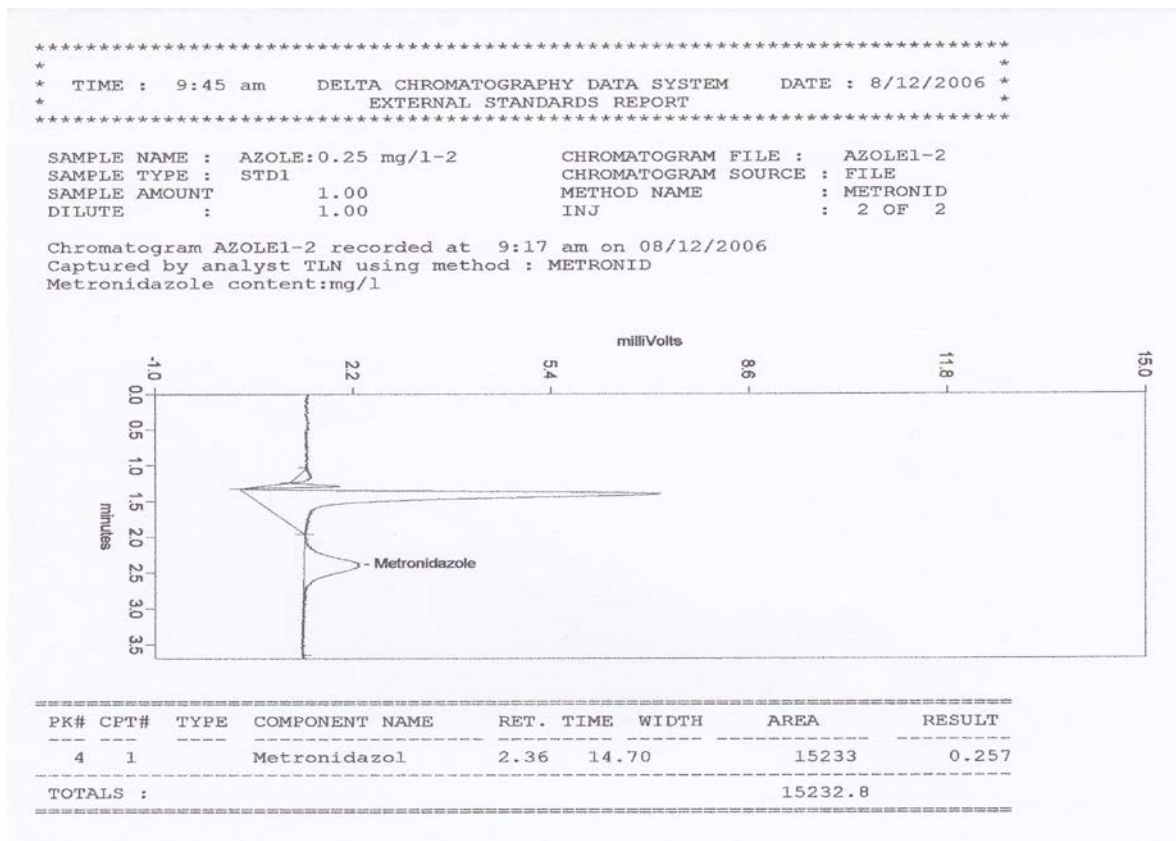 ********************************************************************************
*                                                                              *
*  TIME :  9:45 am    DELTA CHROMATOGRAPHY DATA SYSTEM    DATE : 8/12/2006 *
*                         EXTERNAL STANDARDS REPORT                            *
********************************************************************************
SAMPLE NAME :  AZOLE:0.25 mg/l-2          CHROMATOGRAM FILE :   AZOLE1-2
SAMPLE TYPE :  STD1                       CHROMATOGRAM SOURCE : FILE
SAMPLE AMOUNT        1.00                 METHOD NAME         : METRONID
DILUTE      :        1.00                 INJ                 :  2 OF  2
Chromatogram AZOLE1-2 recorded at  9:17 am on 08/12/2006
Captured by analyst TLN using method : METRONID
Metronidazole content:mg/l
milliVolts
-1.0 2.2 5.4 8.6 11.8 15.0
0.0
0.5
1.0
1.5
2.0
2.5
3.0
3.5
minutes
- Metronidazole
PK# CPT#  TYPE  COMPONENT NAME      RET. TIME  WIDTH      AREA        RESULT
4   1           Metronidazol        2.36   14.70            15233       0.257
TOTALS :                                                  15232.8